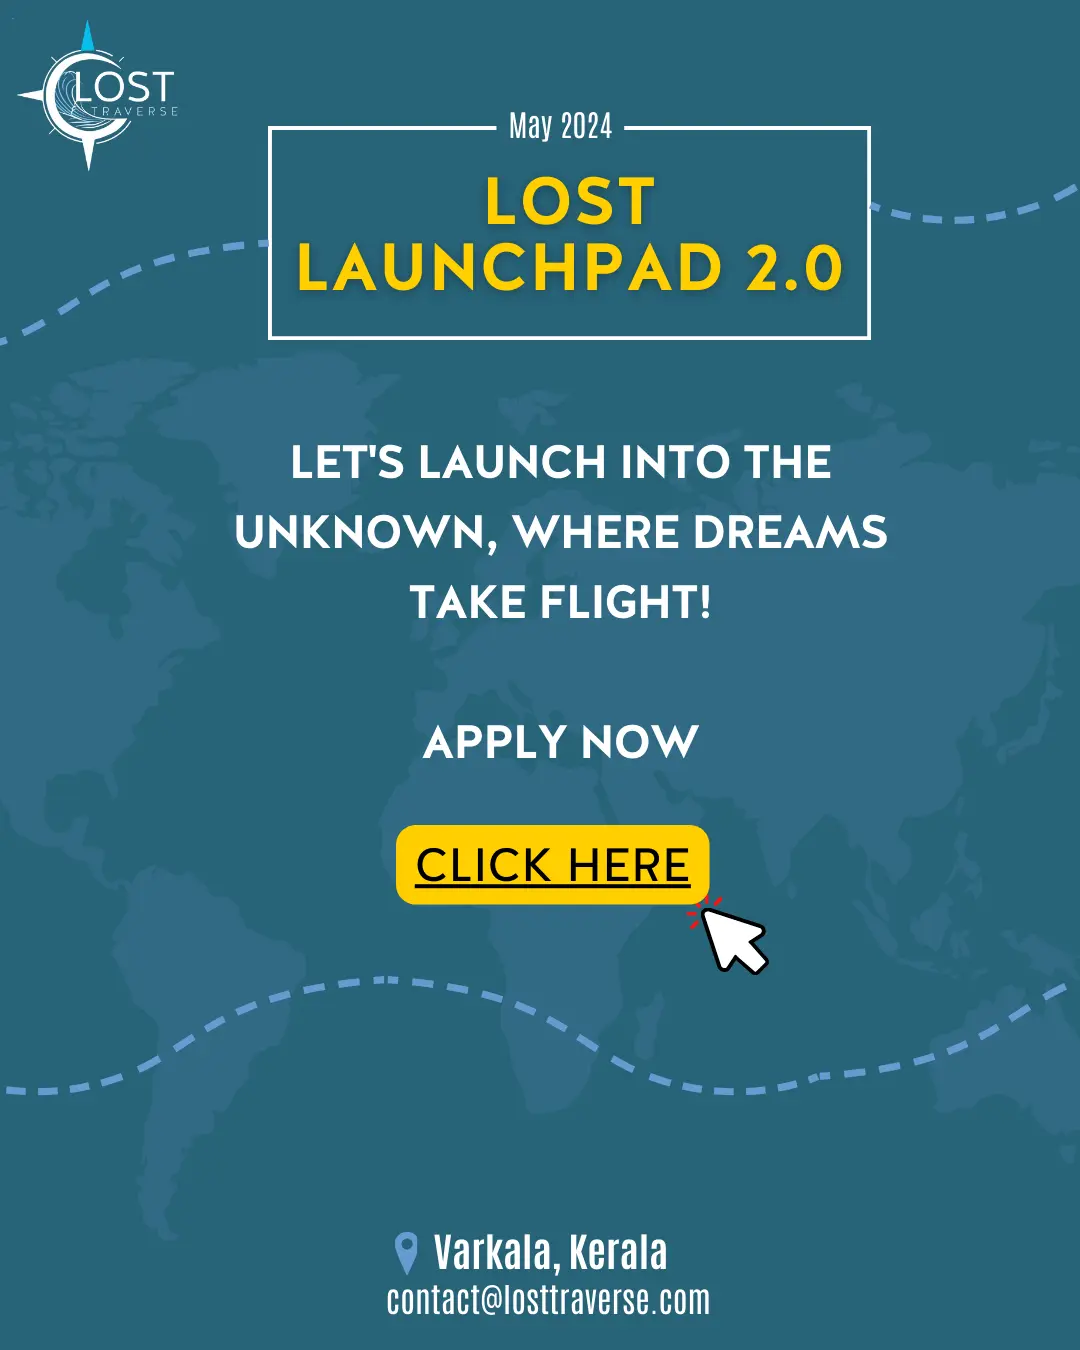 LOST
TRAVERSE
May 2024
LOST
LAUNCHPAD 2.0
LET'S LAUNCH INTO THE
UNKNOWN, WHERE DREAMS
TAKE FLIGHT!
APPLY NOW
CLICK HERE
Varkala, Kerala
contact@losttraverse.com